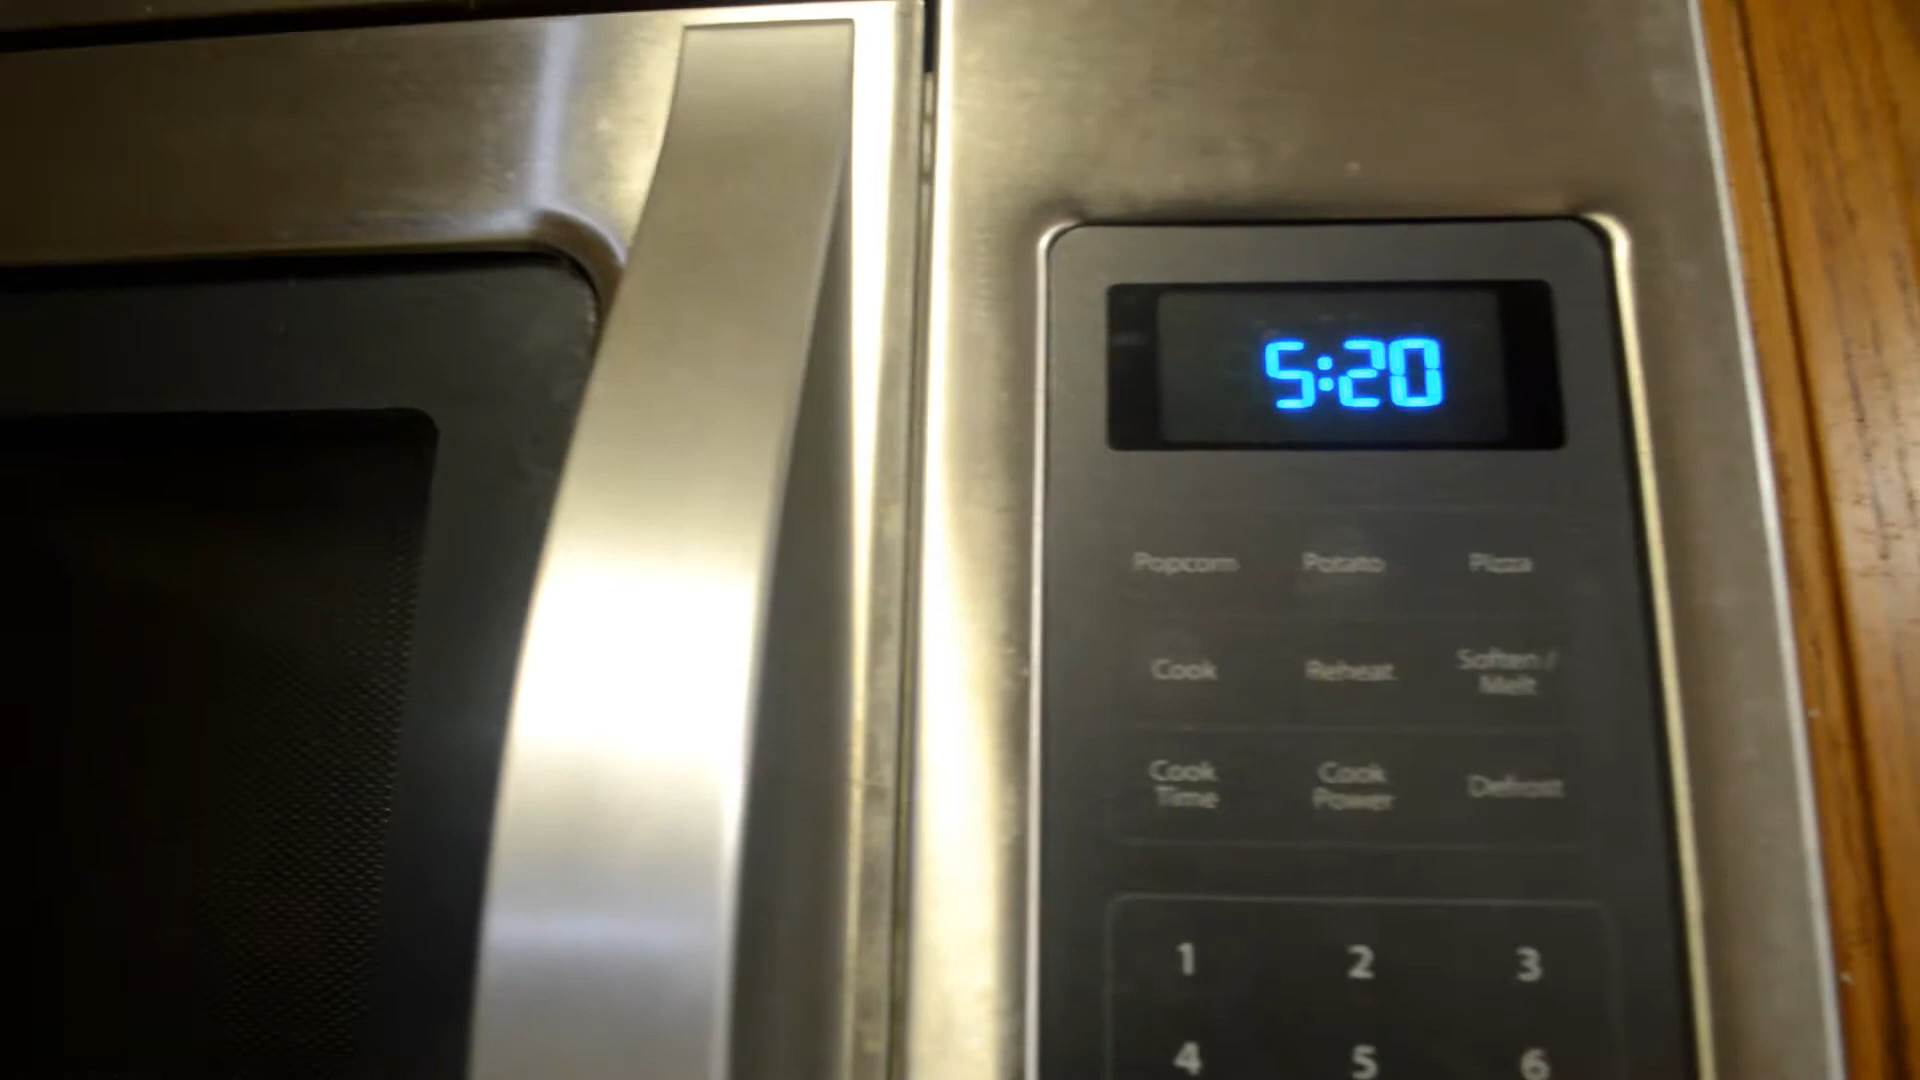 5:20
Popcorn Potato Pizza
Cook Reheat Soften / Melt
Cook Time Cook Power Defrost
1 2 3
4 5 6